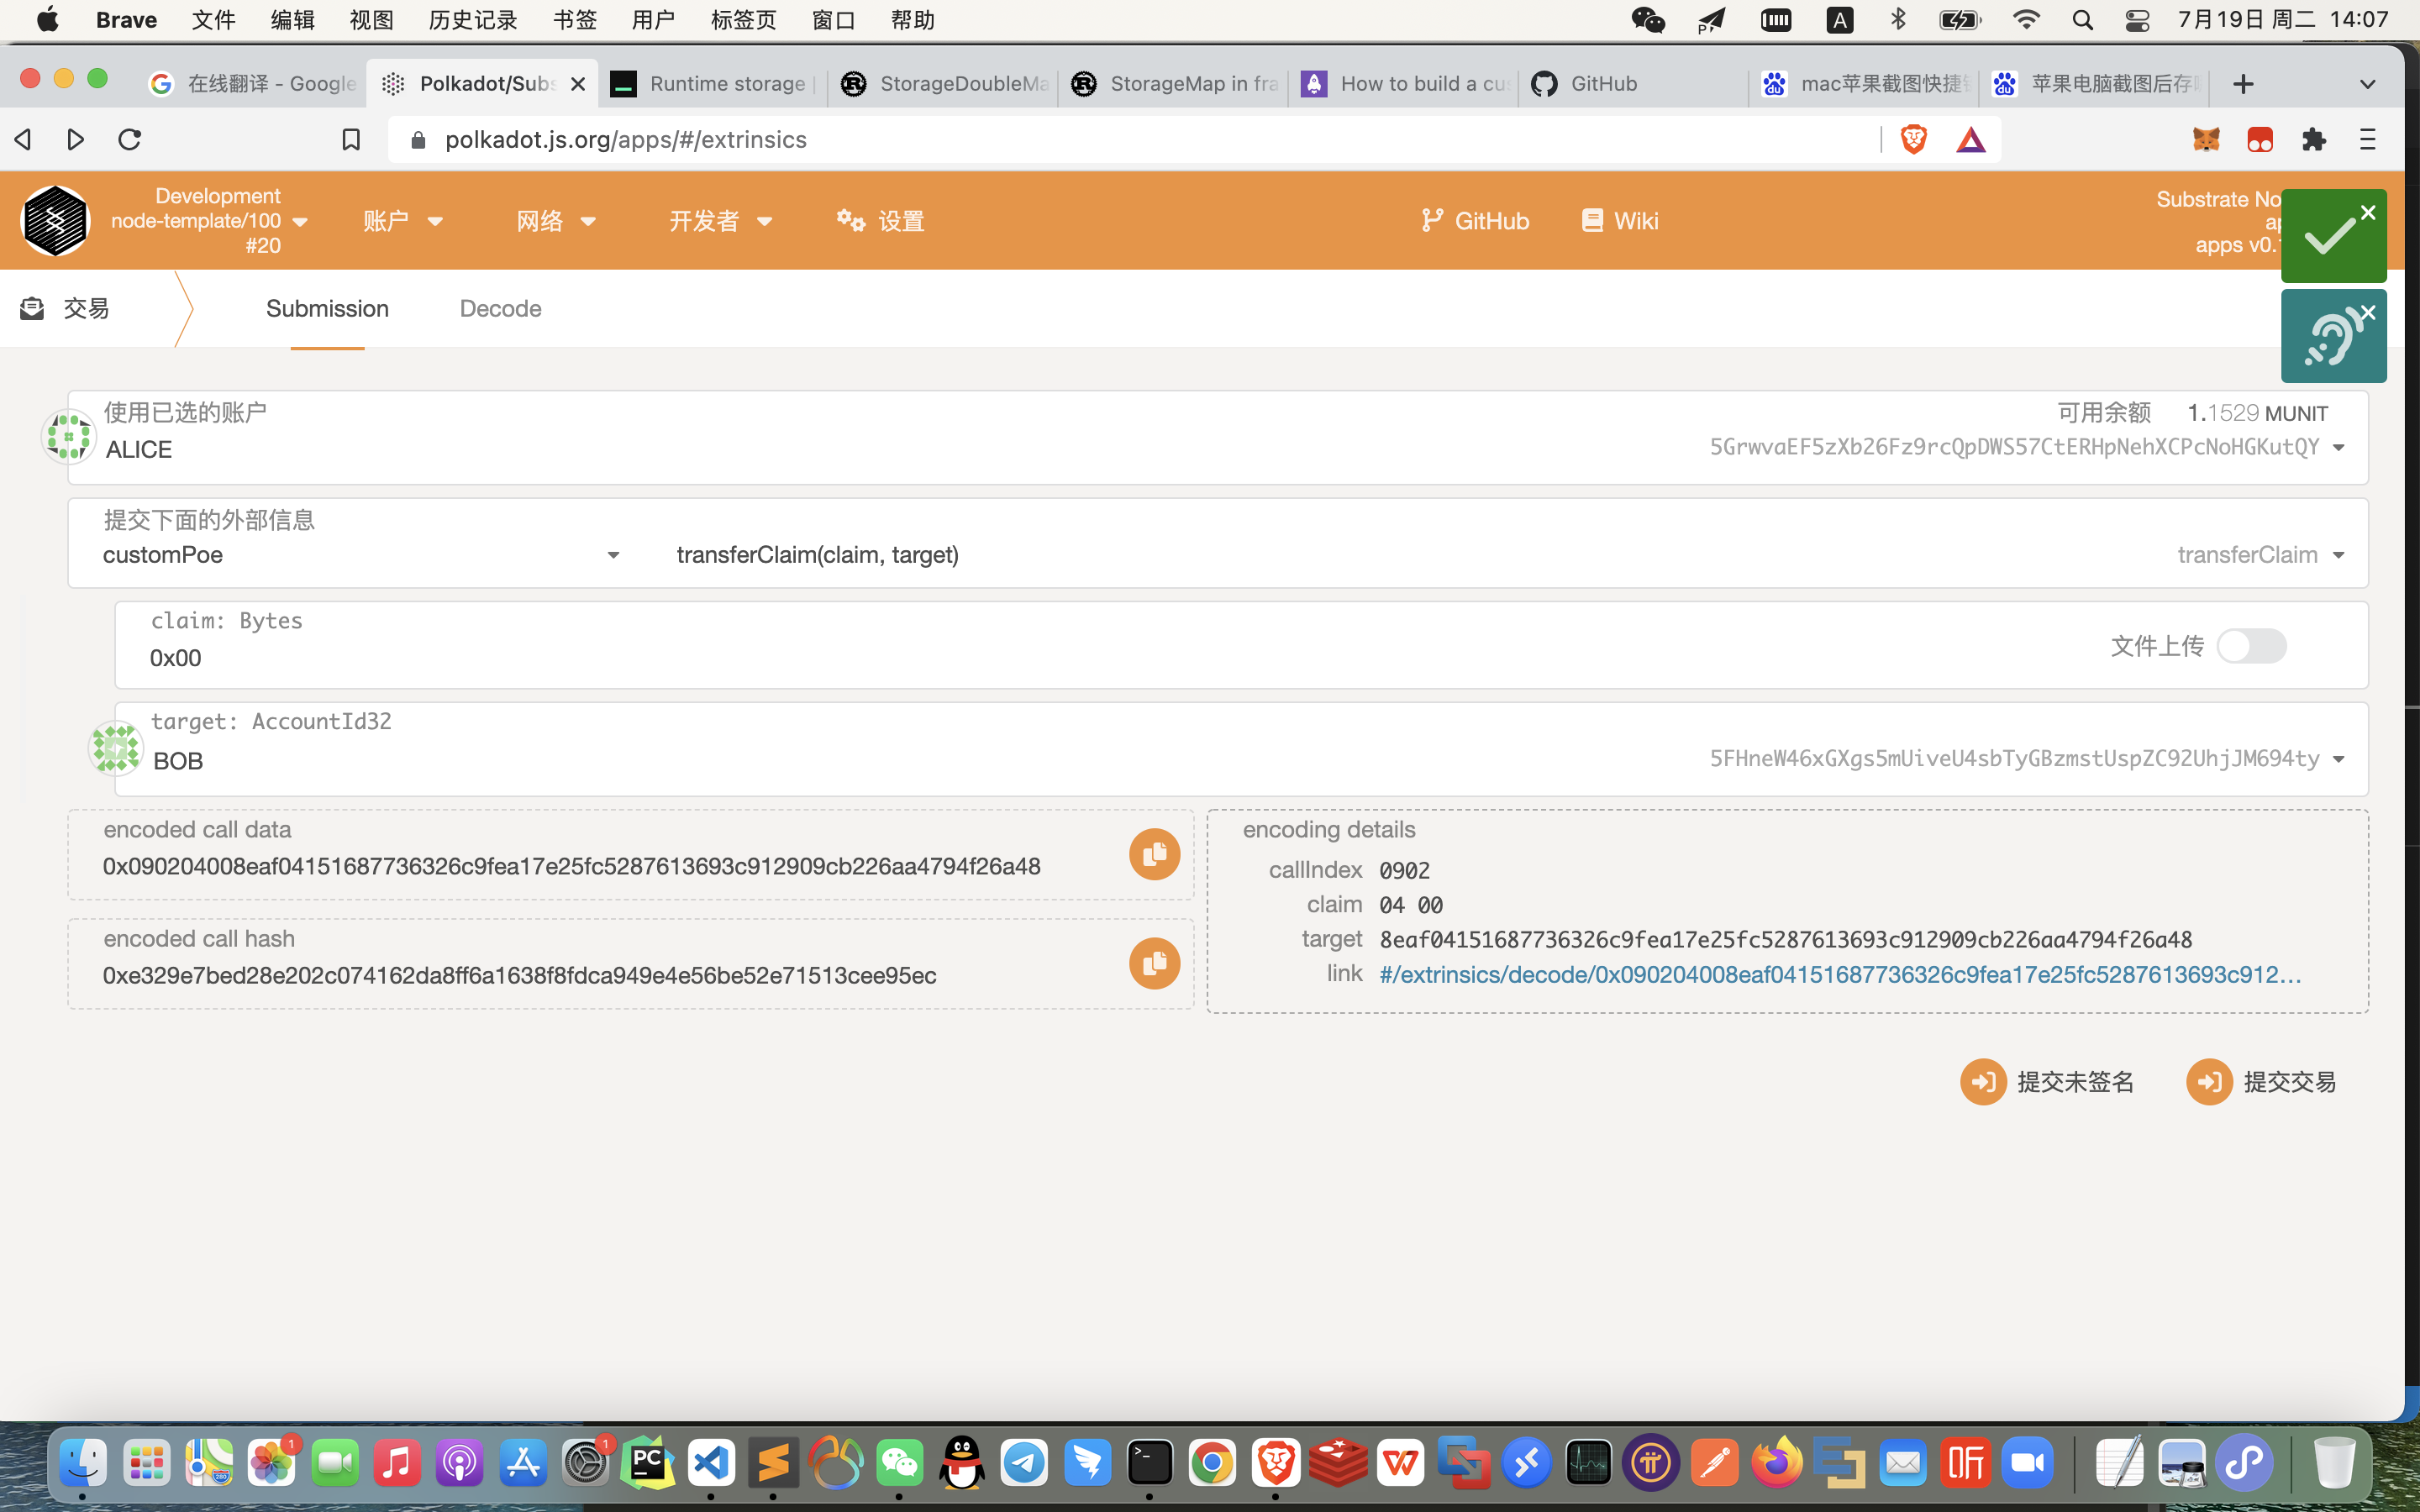 Brave 文件 编辑 视图 历史记录 书签 用户 标签页 窗口 帮助 A 7月19日 周二 14:07
在线翻译 - Google Polkadot/Subs Runtime storage StorageDoubleMa StorageMap in fra How to build a cus GitHub mac苹果截图快捷 苹果电脑截图后存
polkadot.js.org/apps/#/extrinsics
Development
node-template/100
#20
账户 网络 开发者 设置 GitHub Wiki
Substrate No
ap
apps v0.
交易 Submission Decode
使用已选的账户
ALICE
可用余额 1.1529 MUNIT
5GrwvaEF5zXb26Fz9rcQpDWS57CtERHpNehXCPcNoHGKutQY
提交下面的外部信息
customPoe transferClaim(claim, target) transferClaim
claim: Bytes
0x00
文件上传
target: AccountId32
BOB 5FHneW46xGXgs5mUiveU4sbTyGBzmstUspZC92UhjJM694ty
encoded call data
0x090204008eaf04151687736326c9fea17e25fc5287613693c912909cb226aa4794f26a48
encoded call hash
0xe329e7bed28e202c074162da8ff6a1638f8fdca949e4e56be52e71513cee95ec
encoding details
callIndex 0902
claim 04 00
target 8eaf04151687736326c9fea17e25fc5287613693c912909cb226aa4794f26a48
link #/extrinsics/decode/0x090204008eaf04151687736326c9fea17e25fc5287613693c912…
提交未签名 提交交易